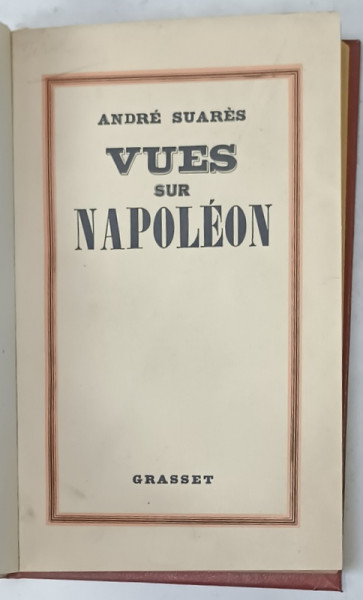 ANDRÉ SUARÈS
VUES
SUR
NAPOLÉON
GRASSET